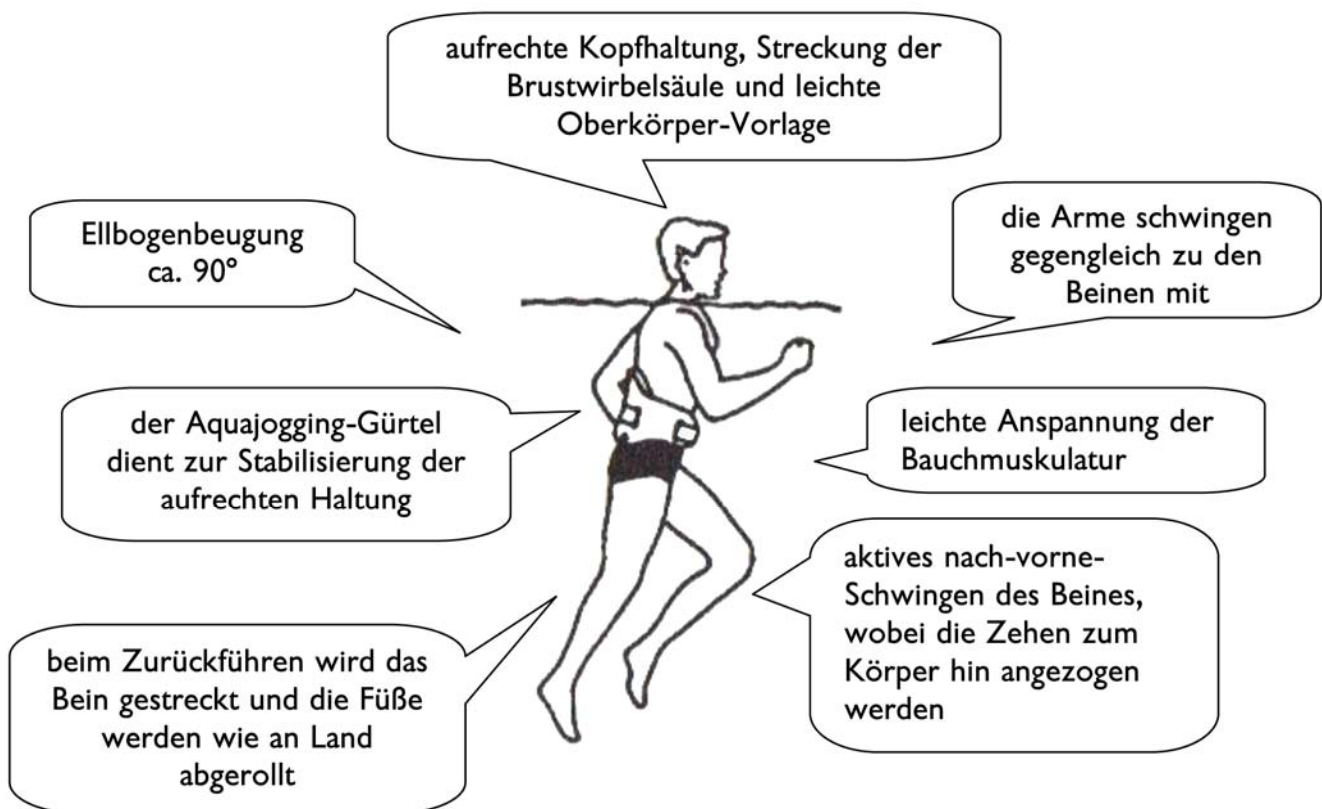 aufrechte Kopfhaltung, Streckung der
Brustwirbelsäule und leichte
Oberkörper-Vorlage
Ellbogenbeugung
ca. 90°
die Arme schwingen
gegengleich zu den
Beinen mit
der Aquajogging-Gürtel
dient zur Stabilisierung der
aufrechten Haltung
leichte Anspannung der
Bauchmuskulatur
beim Zurückführen wird das
Bein gestreckt und die Füße
werden wie an Land
abgerollt
aktives nach-vorne-
Schwingen des Beines,
wobei die Zehen zum
Körper hin angezogen
werden